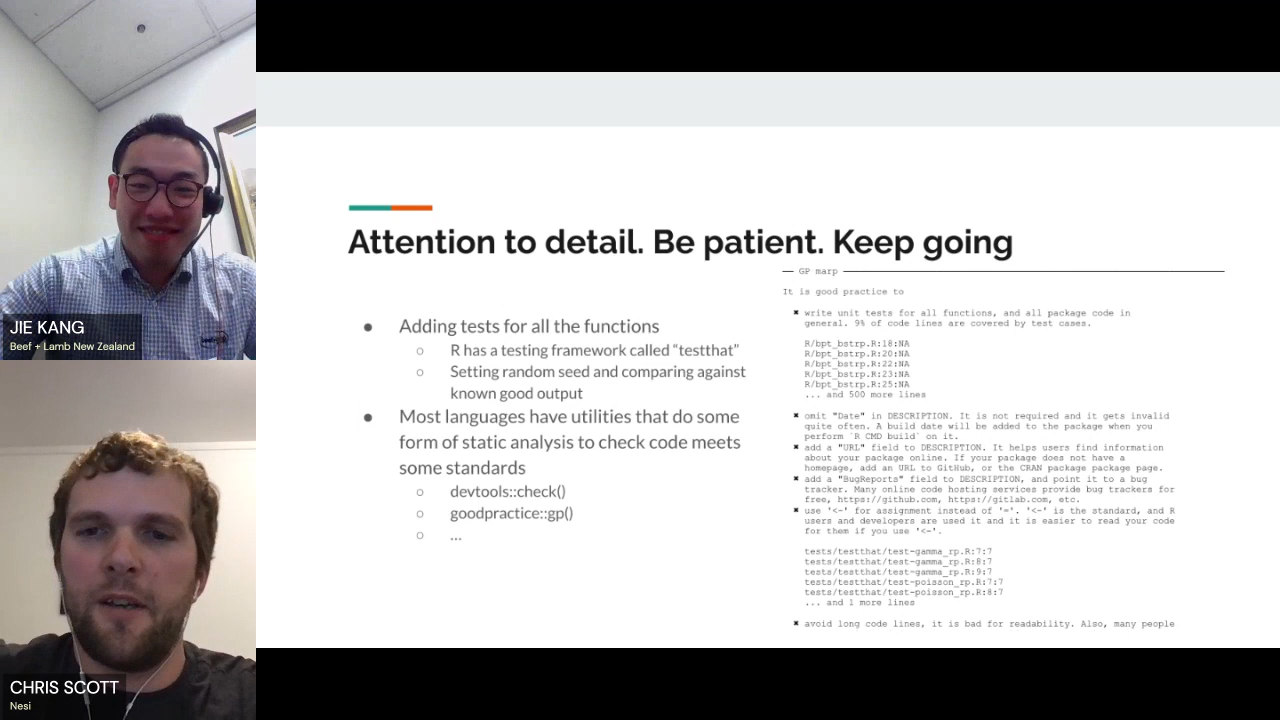 JIE KANG
Beef + Lamb New Zealand
CHRIS SCOTT
Nesi
Attention to detail. Be patient. Keep going
● Adding tests for all the functions
○ R has a testing framework called “testthat”
○ Setting random seed and comparing against
known good output
● Most languages have utilities that do some
form of static analysis to check code meets
some standards
○ devtools::check()
○ goodpractice::gp()
○ ...
── GP marp ──
It is good practice to
✖ write unit tests for all functions, and all package code in
general. 9% of code lines are covered by test cases.
R/bpt_bstrp.R:18:NA
R/bpt_bstrp.R:20:NA
R/bpt_bstrp.R:22:NA
R/bpt_bstrp.R:23:NA
R/bpt_bstrp.R:25:NA
... and 500 more lines
✖ omit "Date" in DESCRIPTION. It is not required and it gets invalid
quite often. A build date will be added to the package when you
perform `R CMD build` on it.
✖ add a "URL" field to DESCRIPTION. It helps users find information
about your package online. If your package does not have a
homepage, add an URL to GitHub, or the CRAN package package page.
✖ add a "BugReports" field to DESCRIPTION, and point it to a bug
tracker. Many online code hosting services provide bug trackers for
free, https://github.com, https://gitlab.com, etc.
✖ use '<-' for assignment instead of '='. '<-' is the standard, and R
users and developers are used it and it is easier to read your code
for them if you use '<-'.
tests/testthat/test-gamma_rp.R:7:7
tests/testthat/test-gamma_rp.R:8:7
tests/testthat/test-gamma_rp.R:9:7
tests/testthat/test-poisson_rp.R:7:7
tests/testthat/test-poisson_rp.R:8:7
... and 1 more lines
✖ avoid long code lines, it is bad for readability. Also, many people